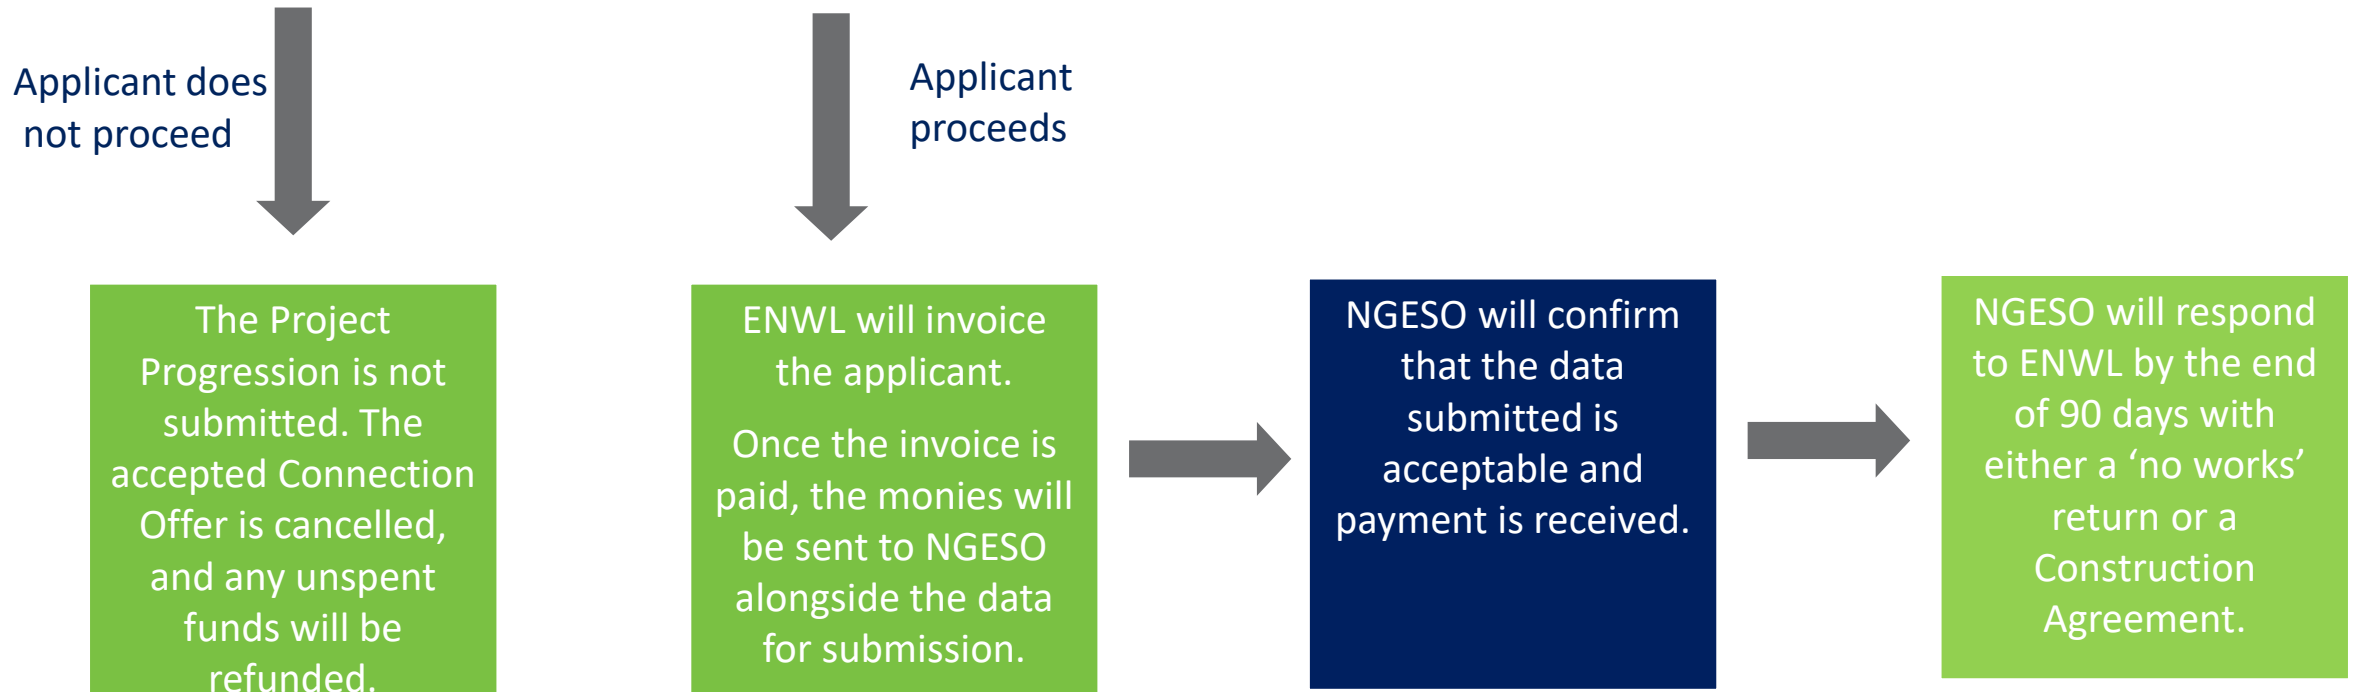 Applicant does
not proceed
Applicant
proceeds
The Project
Progression is not
submitted. The
accepted Connection
Offer is cancelled,
and any unspent
funds will be
refunded.
ENWL will invoice
the applicant.
Once the invoice is
paid, the monies will
be sent to NGESO
alongside the data
for submission.
NGESO will confirm
that the data
submitted is
acceptable and
payment is received.
NGESO will respond
to ENWL by the end
of 90 days with
either a ‘no works’
return or a
Construction
Agreement.